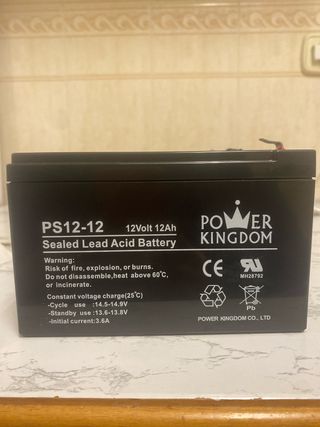 PS12-12
12Volt 12Ah
Sealed Lead Acid Battery
POWER
KINGDOM
Warning:
Risk of fire, explosion, or burns.
Do not disassemble, heat above 60℃,
or incinerate.
Constant voltage charge(25℃)
-Cycle use :14.5-14.9V
-Standby use :13.6-13.8V
-Initial current:3.6A
CE
MH28792
Pb
POWER KINGDOM CO., LTD